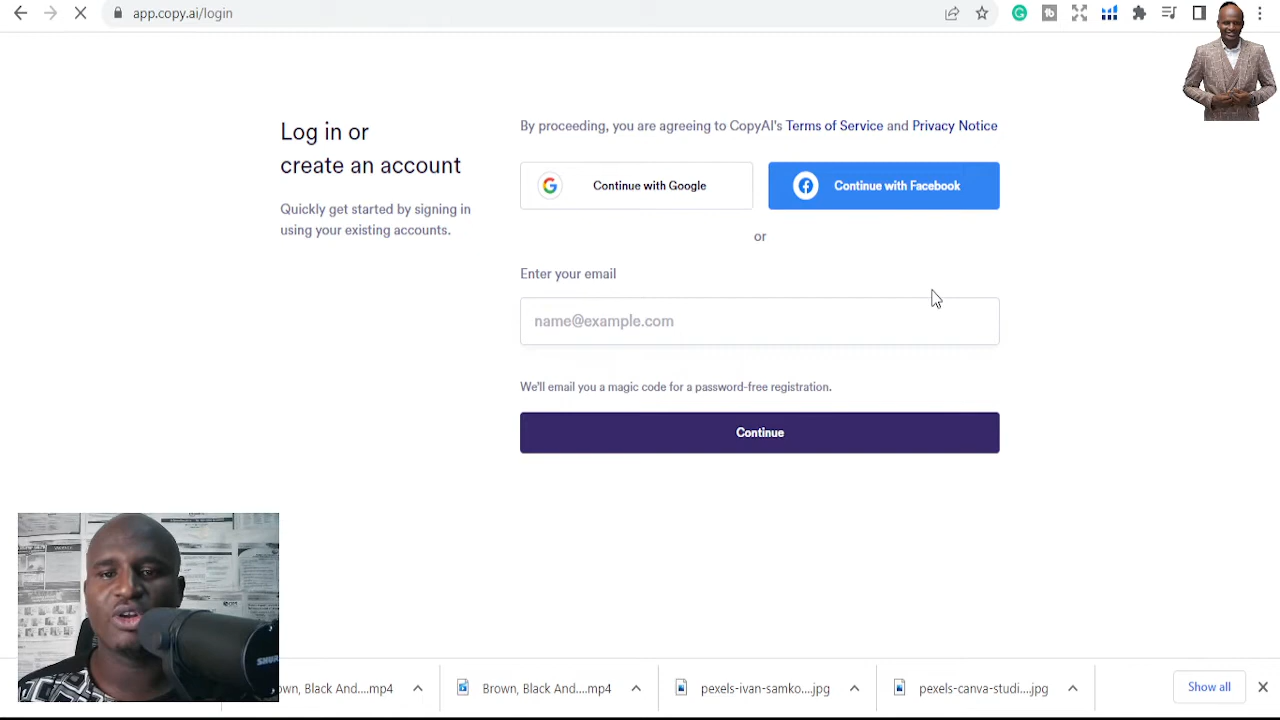 app.copy.ai/login
Log in or
create an account
Quickly get started by signing in
using your existing accounts.
By proceeding, you are agreeing to CopyAI's Terms of Service and Privacy Notice
Continue with Google
Continue with Facebook
or
Enter your email
name@example.com
We'll email you a magic code for a password-free registration.
Continue
SHURE
own, Black And....mp4
Brown, Black And....mp4
pexels-ivan-samko....jpg
pexels-canva-studi....jpg
Show all